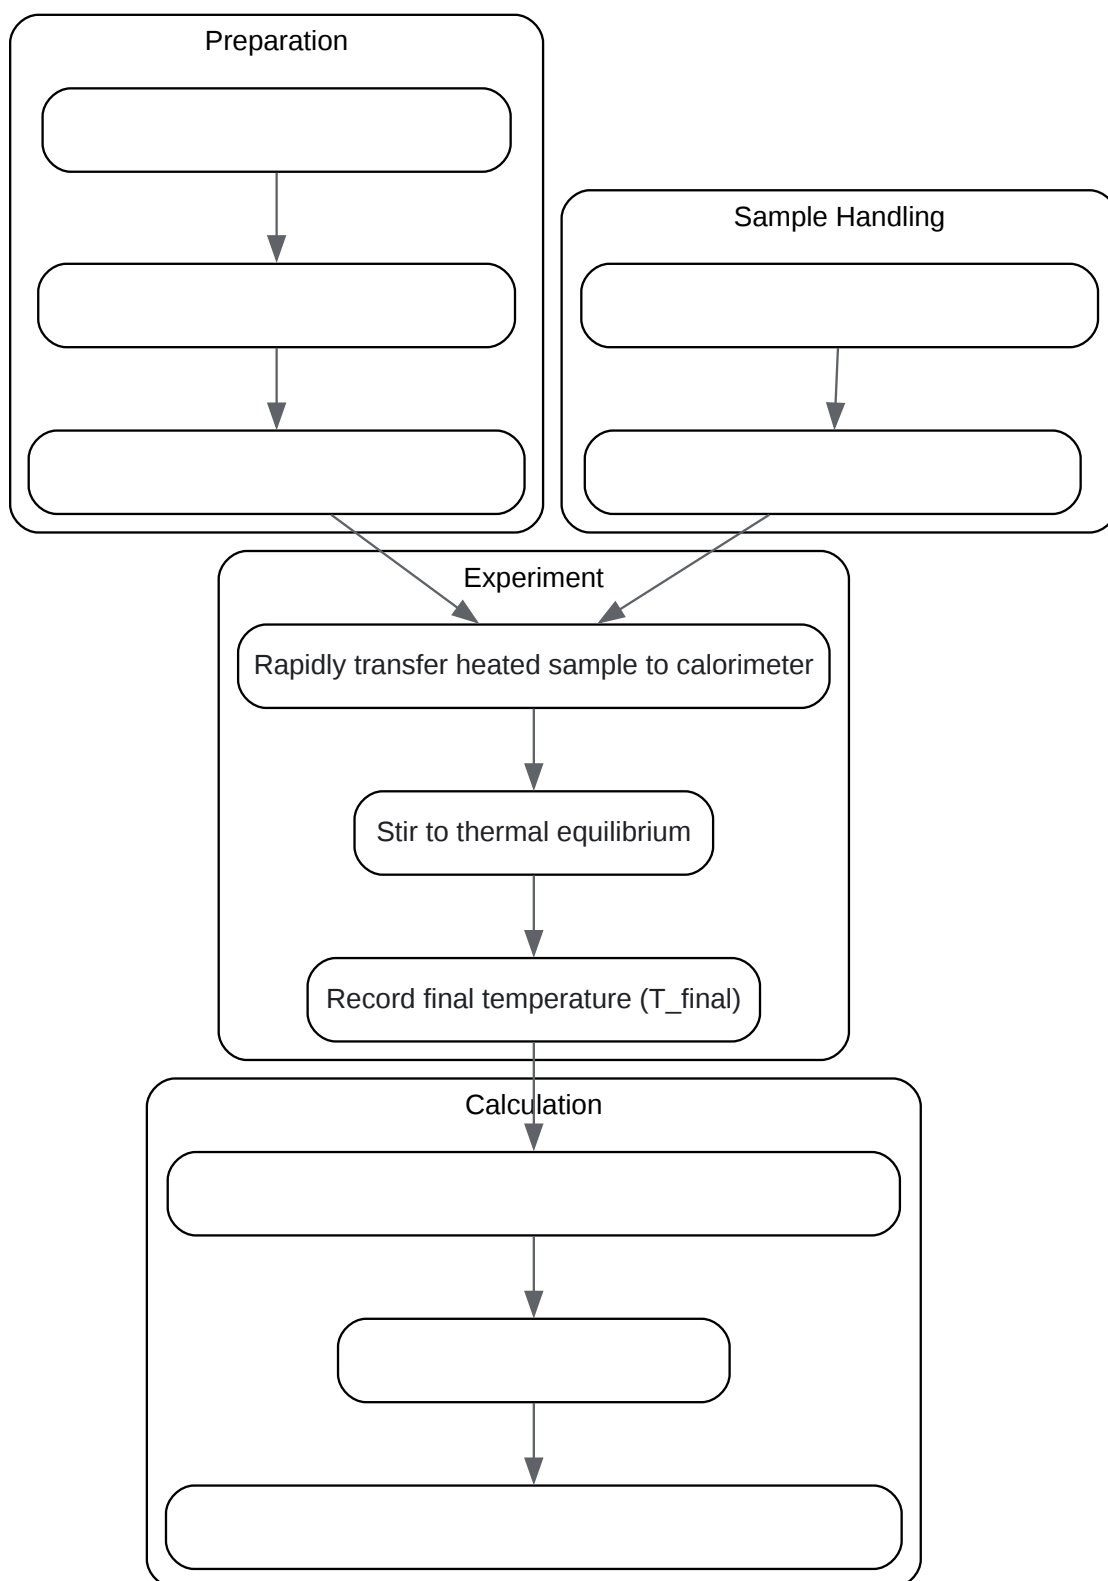 Preparation
Sample Handling
Experiment
Rapidly transfer heated sample to calorimeter
Stir to thermal equilibrium
Record final temperature (T_final)
Calculation